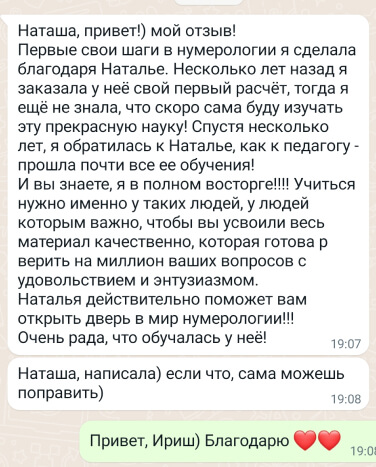 Наташа, привет!) мой отзыв!
Первые свои шаги в нумерологии я сделала
благодаря Наталье. Несколько лет назад я
заказала у неё свой первый расчёт, тогда я
ещё не знала, что скоро сама буду изучать
эту прекрасную науку! Спустя несколько
лет, я обратилась к Наталье, как к педагогу -
прошла почти все ее обучения!
И вы знаете, я в полном восторге!!!! Учиться
нужно именно у таких людей, у людей
которым важно, чтобы вы усвоили весь
материал качественно, которая готова р
верить на миллион ваших вопросов с
удовольствием и энтузиазмом.
Наталья действительно поможет вам
открыть дверь в мир нумерологии!!!
Очень рада, что обучалась у неё!
19:07
Наташа, написала) если что, сама можешь
поправить)
19:08
Привет, Ириш) Благодарю ❤️❤️
19:08